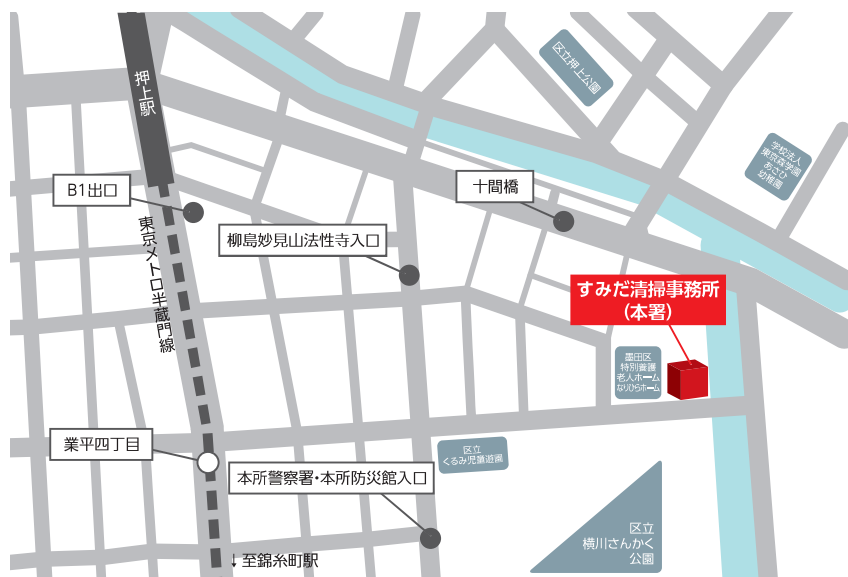 押上駅
区立押上公園
学校法人
東京森学園
あさひ
幼稚園
B1出口
十間橋
東京メトロ半蔵門線
柳島妙見山法性寺入口
すみだ清掃事務所
(本署)
墨田区
特別養護
老人ホーム
なりひらホーム
業平四丁目
区立
くるみ児童遊園
本所警察署・本所防災館入口
区立
横川さんかく
公園
↓至錦糸町駅